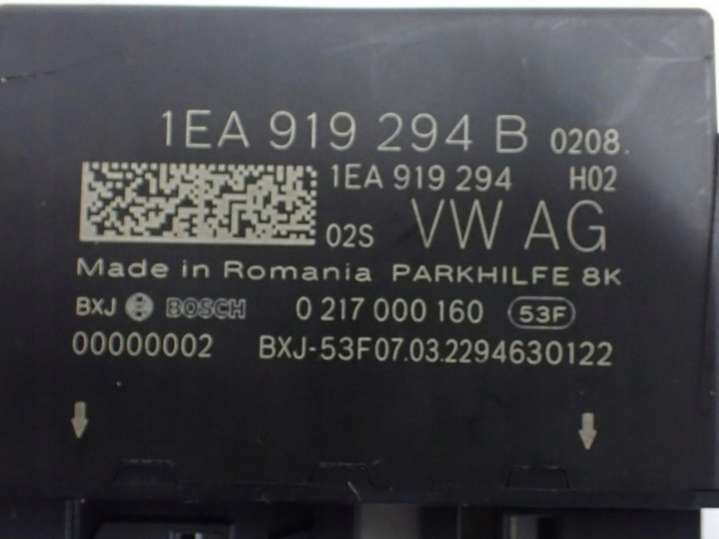 1EA 919 294 B 0208.
1EA 919 294 H02
02S VW AG
Made in Romania PARKHILFE 8K
BXJ BOSCH 0 217 000 160 53F
00000002 BXJ-53F07.03.2294630122